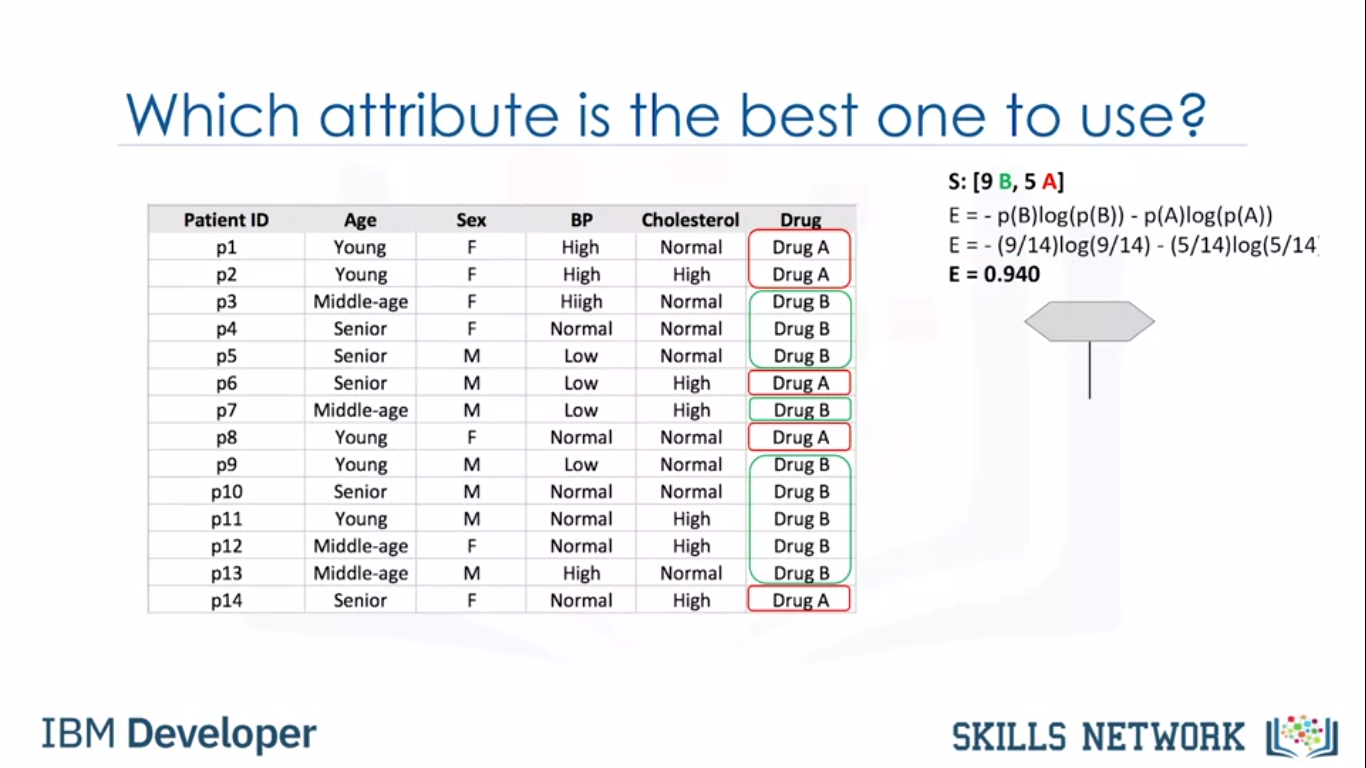 Which attribute is the best one to use?
S: [9 B, 5 A]
E = - p(B)log(p(B)) - p(A)log(p(A))
E = - (9/14)log(9/14) - (5/14)log(5/14)
E = 0.940
Patient ID Age Sex BP Cholesterol Drug
p1 Young F High Normal Drug A
p2 Young F High High Drug A
p3 Middle-age F Hiigh Normal Drug B
p4 Senior F Normal Normal Drug B
p5 Senior M Low Normal Drug B
p6 Senior M Low High Drug A
p7 Middle-age M Low High Drug B
p8 Young F Normal Normal Drug A
p9 Young M Low Normal Drug B
p10 Senior M Normal Normal Drug B
p11 Young M Normal High Drug B
p12 Middle-age F Normal High Drug B
p13 Middle-age M High Normal Drug B
p14 Senior F Normal High Drug A
IBM Developer
SKILLS NETWORK